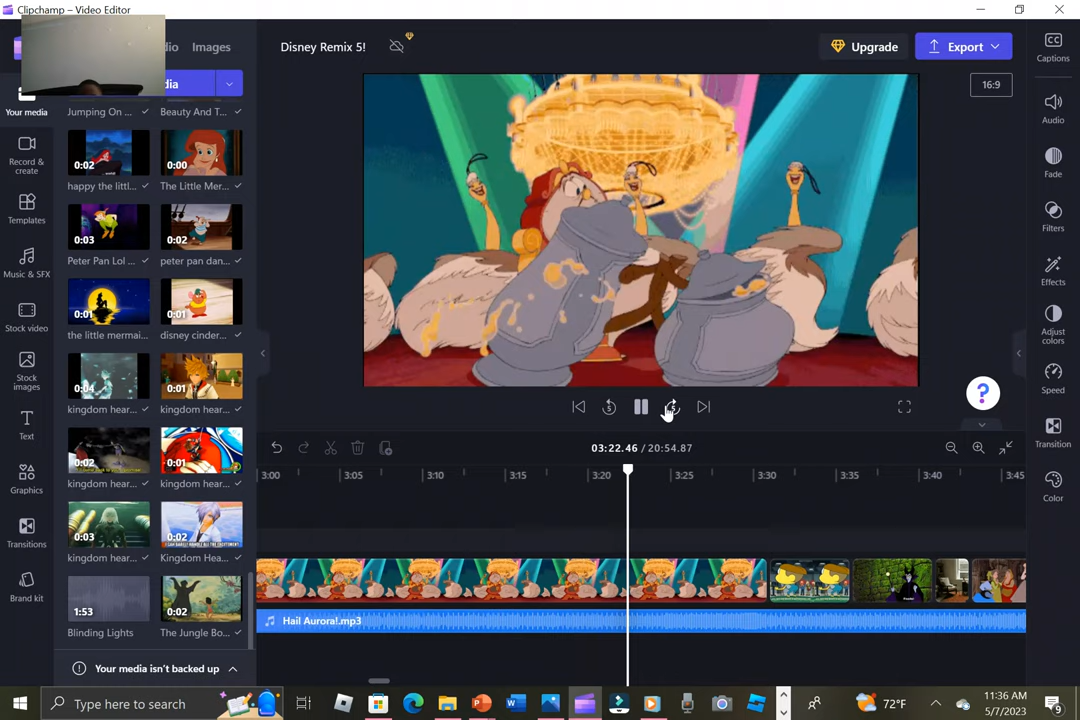 Clipchamp – Video Editor
Images
Disney Remix 5!
Upgrade
Export
16:9
Your media
Record & create
Templates
Music & SFX
Stock video
Stock images
Text
Graphics
Transitions
Brand kit
Jumping On ...
Beauty And T...
0:02
happy the littl...
0:00
The Little Mer...
0:03
Peter Pan Lol ...
0:02
peter pan dan...
0:01
the little mermai...
0:01
disney cinder...
0:04
kingdom hear...
0:01
kingdom hear...
0:02
kingdom hear...
0:01
kingdom hear...
0:03
kingdom hear...
0:02
Kingdom Hea...
1:53
Blinding Lights
0:02
The Jungle Bo...
Your media isn't backed up
CC
Captions
Audio
Fade
Filters
Effects
Adjust colors
Speed
Transition
Color
5
5
?
03:22.46 / 20:54.87
3:00
3:05
3:10
3:15
3:20
3:25
3:30
3:35
3:40
3:45
Hail Aurora!.mp3
Type here to search
72°F
11:36 AM
5/7/2023
9